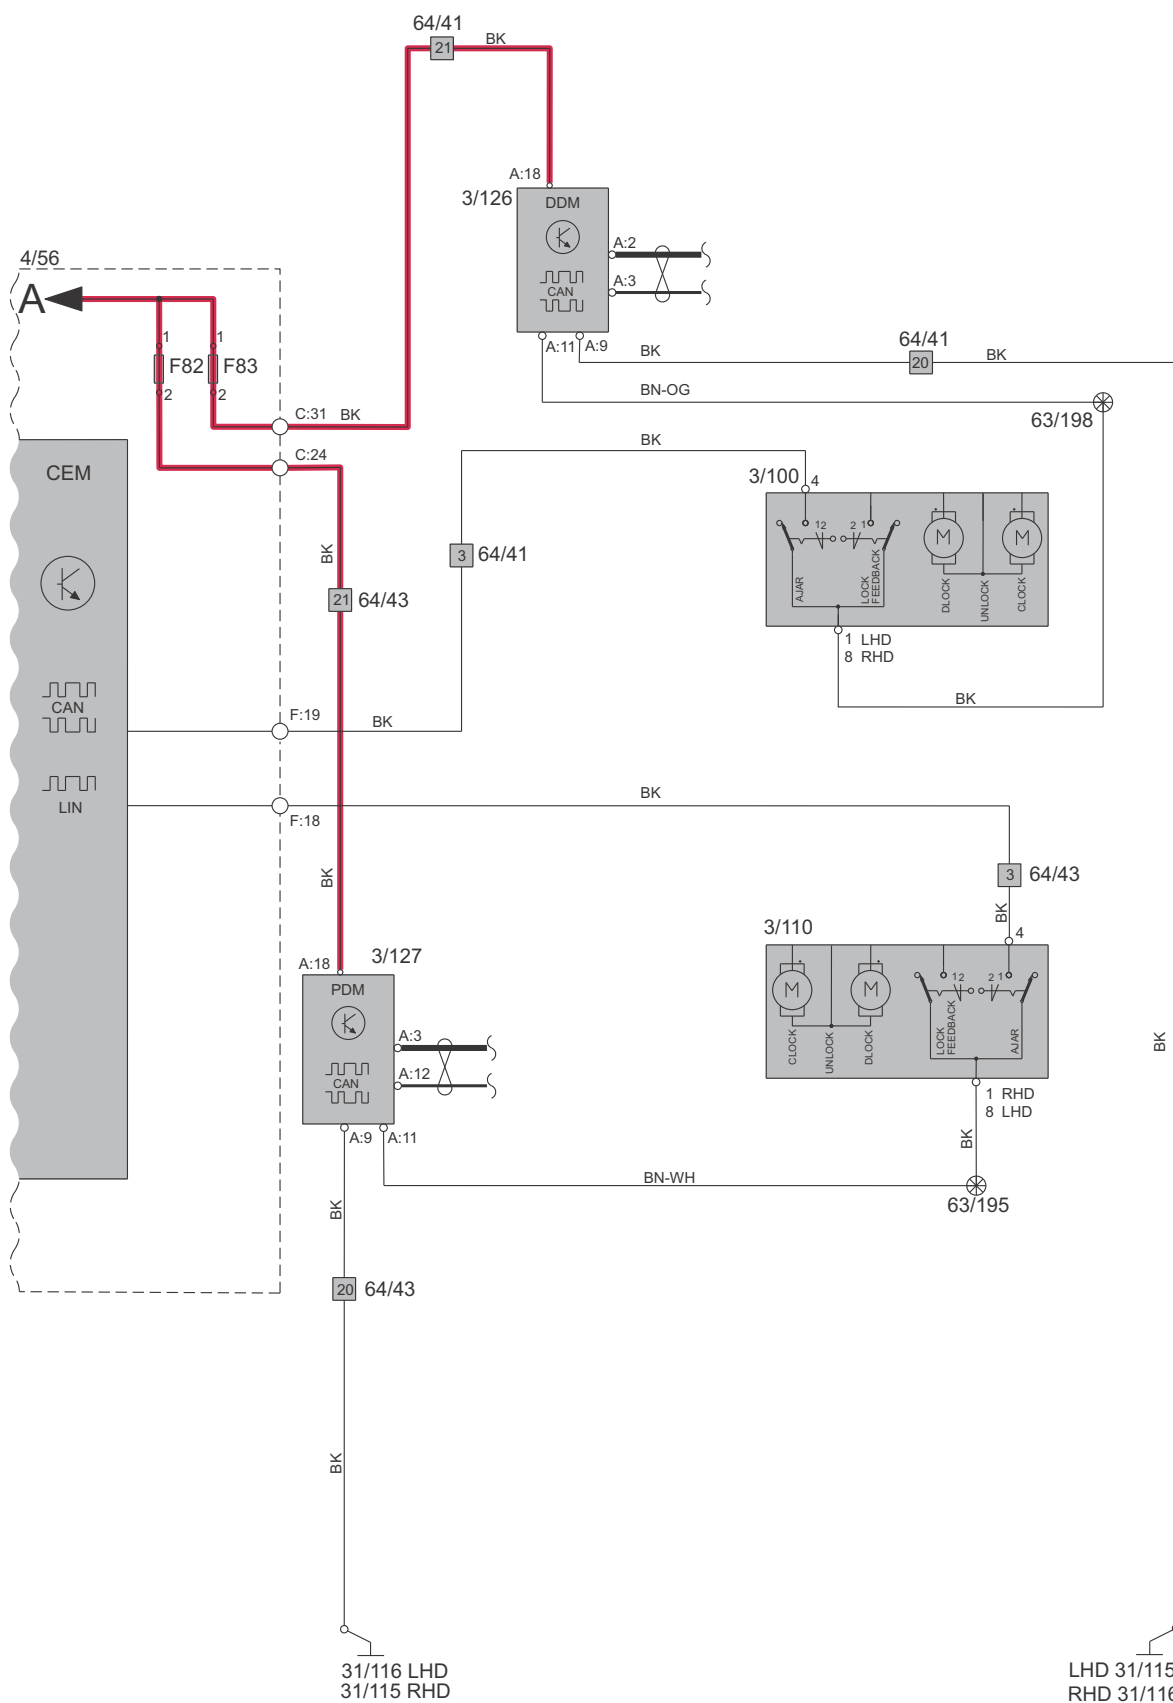 64/41
21
BK
A:18
3/126
DDM
A:2
CAN
A:3
A:11
A:9
BK
64/41
20
BK
BN-OG
63/198
4/56
A
1
1
F82
F83
2
2
C:31
BK
C:24
CEM
BK
3/100
4
12
2 1
M
M
AJAR
LOCK
FEEDBACK
DLOCK
UNLOCK
CLOCK
1 LHD
8 RHD
BK
BK
3
64/41
21
64/43
CAN
F:19
BK
LIN
F:18
BK
BK
3
64/43
BK
3/110
4
M
M
12
2 1
CLOCK
UNLOCK
DLOCK
LOCK
FEEDBACK
AJAR
1 RHD
8 LHD
BK
BK
A:18
3/127
PDM
A:3
CAN
A:12
A:9
A:11
BN-WH
63/195
BK
20
64/43
BK
31/116 LHD
31/115 RHD
LHD 31/115
RHD 31/116